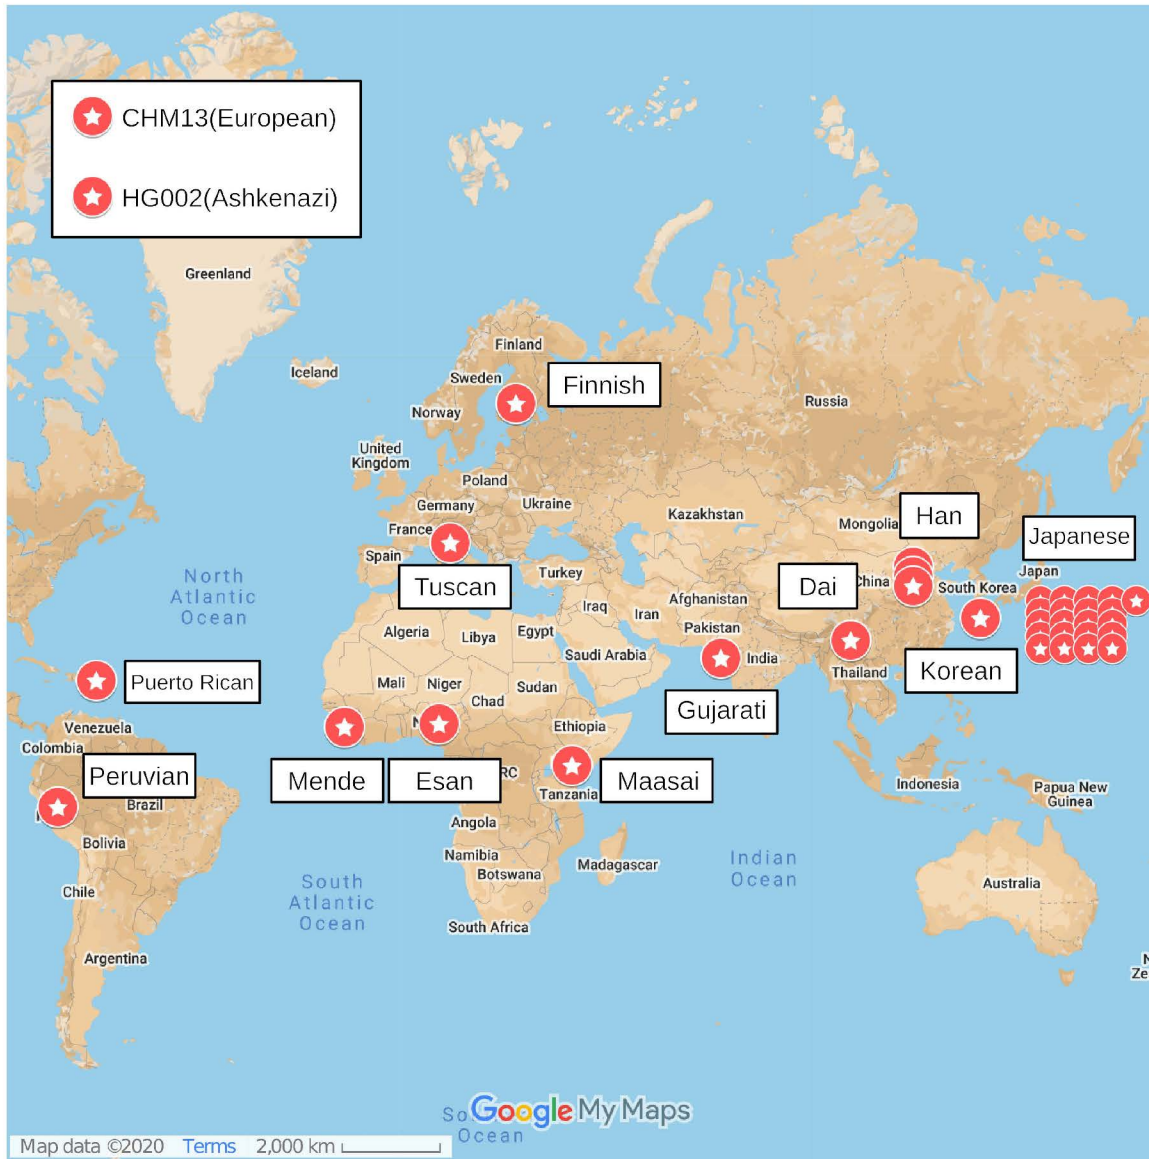 CHM13(European)
HG002(Ashkenazi)
Greenland
Iceland
Finland
Sweden
Finnish
Norway
Russia
United
Kingdom
Poland
Germany
Ukraine
Kazakhstan
Mongolia
Han
France
Japanese
Spain
Tuscan
Turkey
Dai
China
South Korea
Japan
North
Atlantic
Ocean
Iraq
Iran
Afghanistan
Algeria
Libya
Egypt
Pakistan
Saudi Arabia
India
Thailand
Korean
Puerto Rican
Mali
Niger
Chad
Sudan
Gujarati
Venezuela
Colombia
Ethiopia
Peruvian
Mende
Esan
RC
Maasai
Tanzania
Indonesia
Papua New
Guinea
Brazil
Angola
Bolivia
Namibia
Botswana
Madagascar
Indian
Ocean
Chile
South
Atlantic
Ocean
Australia
South Africa
Argentina
N
Ze
Google My Maps
So
Ocean
Map data ©2020 Terms 2,000 km